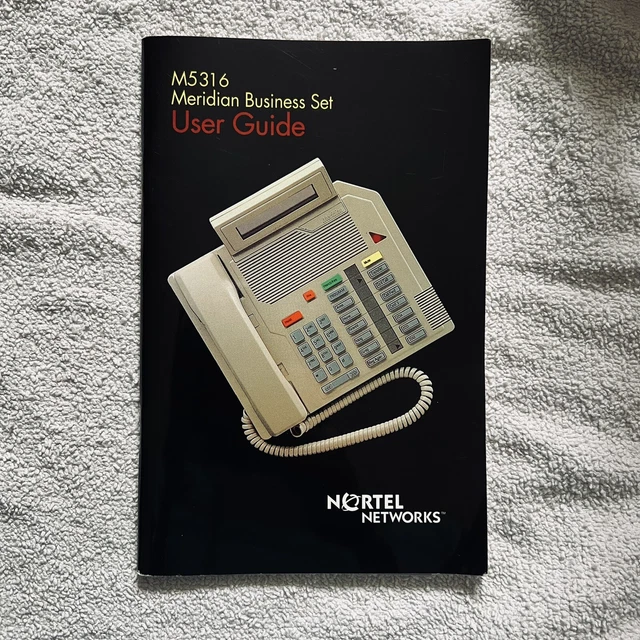 M5316
Meridian Business Set
User Guide
NORTEL
NETWORKS™